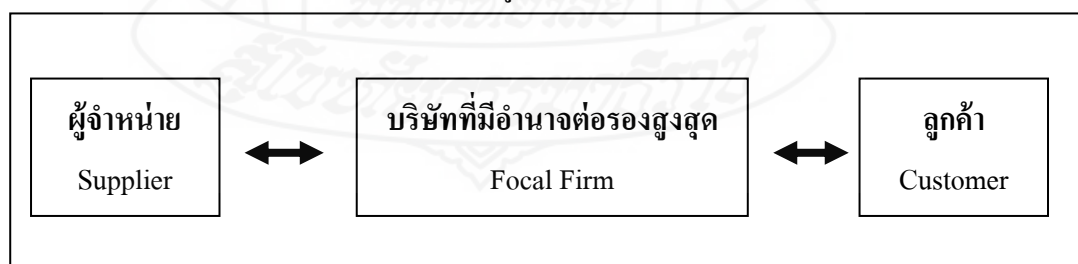 ผู้จำหน่าย
Supplier
บริษัทที่มีอำนาจต่อรองสูงสุด
Focal Firm
ลูกค้า
Customer